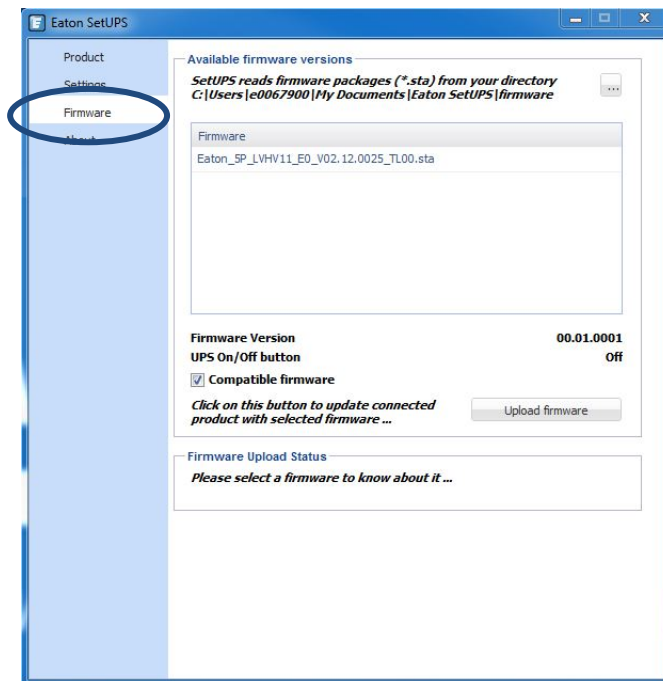 Eaton SetUPS
Product
Settings
Firmware
About
Available firmware versions
SetUPS reads firmware packages (*.sta) from your directory
C:|Users|e0067900|My Documents|Eaton SetUPS|firmware
...
Firmware
Eaton_5P_LVHV11_E0_V02.12.0025_TL00.sta
Firmware Version 00.01.0001
UPS On/Off button Off
Compatible firmware
Click on this button to update connected
product with selected firmware ...
Upload firmware
Firmware Upload Status
Please select a firmware to know about it ...